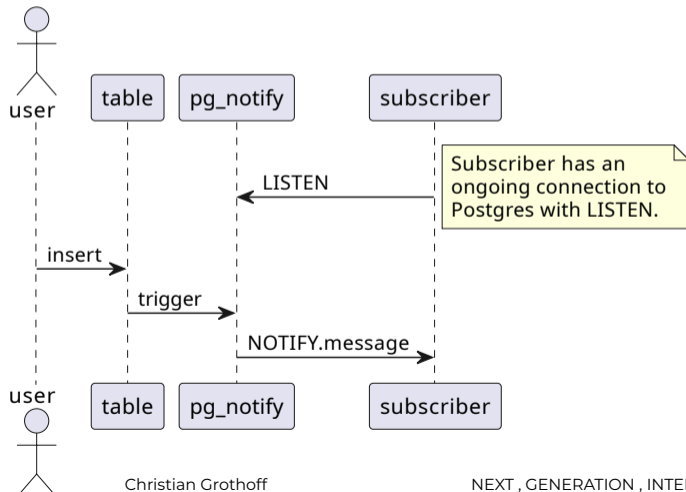 user
table
pg_notify
subscriber
Subscriber has an
ongoing connection to
Postgres with LISTEN.
LISTEN
insert
trigger
NOTIFY.message
user
table
pg_notify
subscriber
Christian Grothoff
NEXT , GENERATION ,